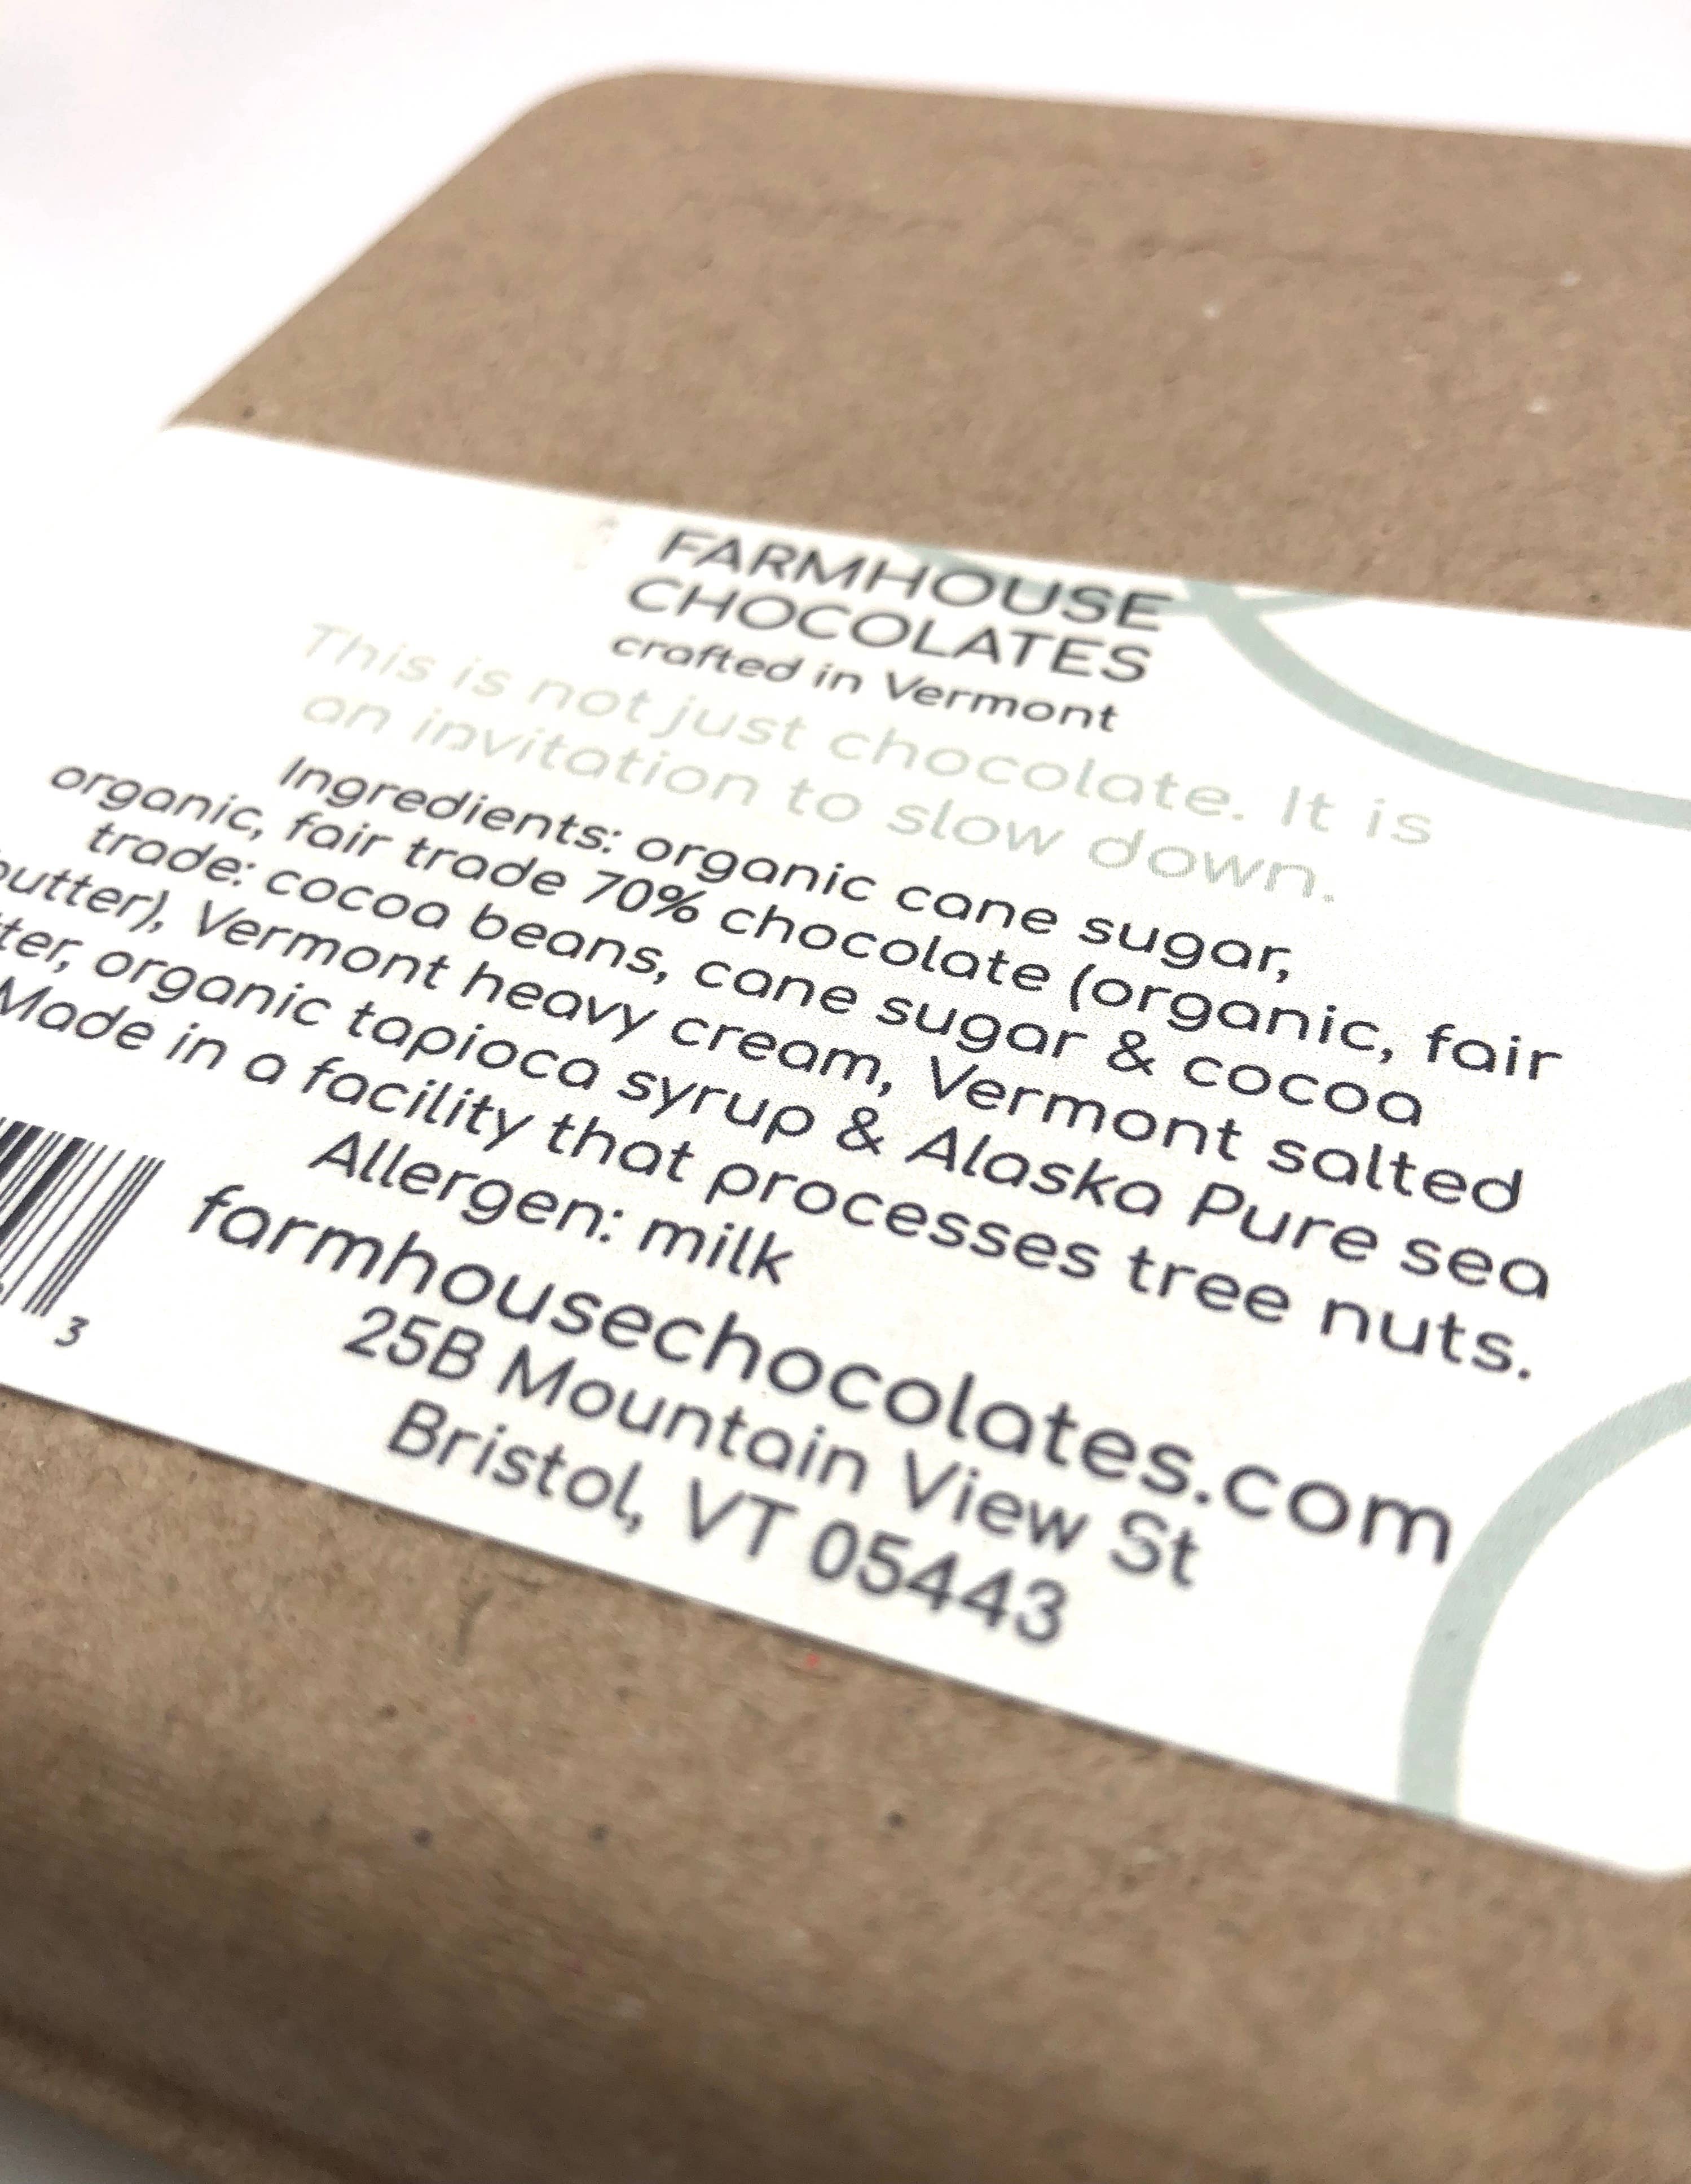 FARMHOUSE
CHOCOLATES
crafted in Vermont
This is not just chocolate. It is
an invitation to slow down.
Ingredients: organic cane sugar,
organic, fair trade 70% chocolate (organic, fair
trade: cocoa beans, cane sugar & cocoa
butter), Vermont heavy cream, Vermont salted
tter, organic tapioca syrup & Alaska Pure sea
Made in a facility that processes tree nuts.
Allergen: milk
farmhousechocolates.com
25B Mountain View St
Bristol, VT 05443
3